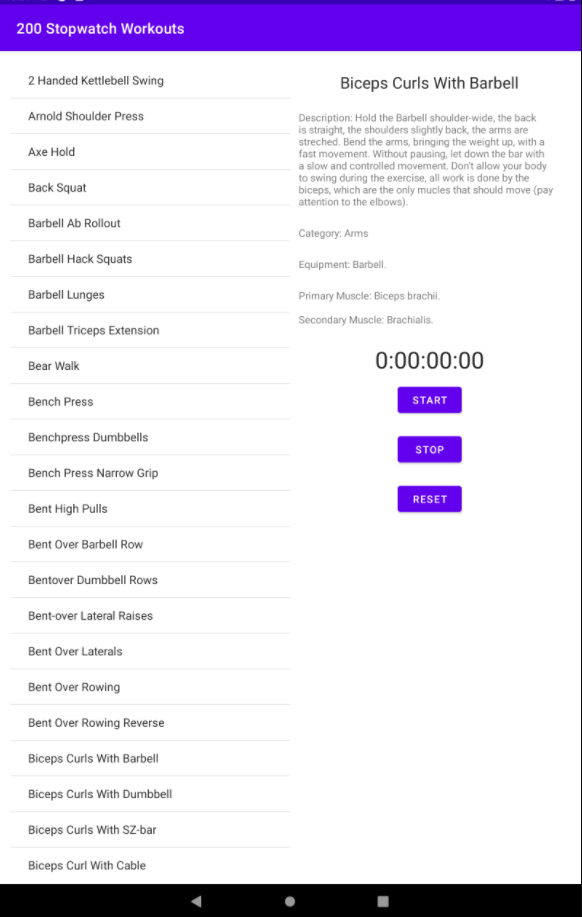 200 Stopwatch Workouts
2 Handed Kettlebell Swing
Arnold Shoulder Press
Axe Hold
Back Squat
Barbell Ab Rollout
Barbell Hack Squats
Barbell Lunges
Barbell Triceps Extension
Bear Walk
Bench Press
Benchpress Dumbbells
Bench Press Narrow Grip
Bent High Pulls
Bent Over Barbell Row
Bentover Dumbbell Rows
Bent-over Lateral Raises
Bent Over Laterals
Bent Over Rowing
Bent Over Rowing Reverse
Biceps Curls With Barbell
Biceps Curls With Dumbbell
Biceps Curls With SZ-bar
Biceps Curl With Cable
Biceps Curls With Barbell
Description: Hold the Barbell shoulder-wide, the back
is straight, the shoulders slightly back, the arms are
streched. Bend the arms, bringing the weight up, with a
fast movement. Without pausing, let down the bar with
a slow and controlled movement. Don't allow your body
to swing during the exercise, all work is done by the
biceps, which are the only mucles that should move (pay
attention to the elbows).
Category: Arms
Equipment: Barbell.
Primary Muscle: Biceps brachii.
Secondary Muscle: Brachialis.
0:00:00:00
START
STOP
RESET